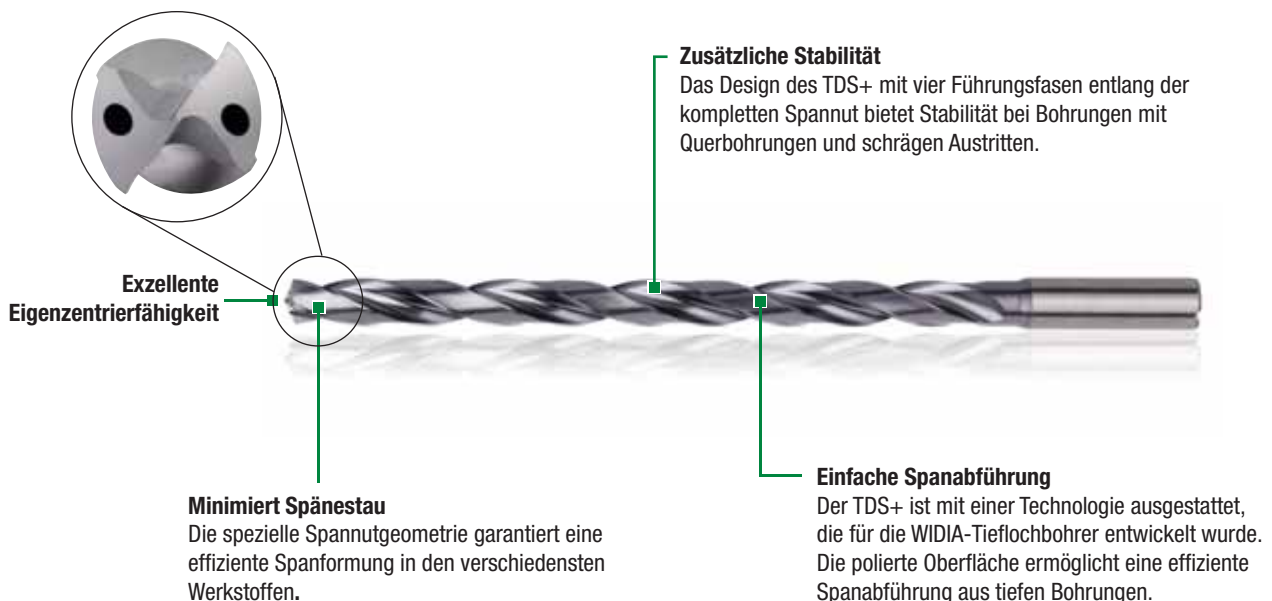 Zusätzliche Stabilität
Das Design des TDS+ mit vier Führungsfasen entlang der
kompletten Spannut bietet Stabilität bei Bohrungen mit
Querbohrungen und schrägen Austritten.
Exzellente
Eigenzentrierfähigkeit
Minimiert Spänestau
Die spezielle Spannutgeometrie garantiert eine
effiziente Spanformung in den verschiedensten
Werkstoffen.
Einfache Spanabführung
Der TDS+ ist mit einer Technologie ausgestattet,
die für die WIDIA-Tieflochbohrer entwickelt wurde.
Die polierte Oberfläche ermöglicht eine effiziente
Spanabführung aus tiefen Bohrungen.